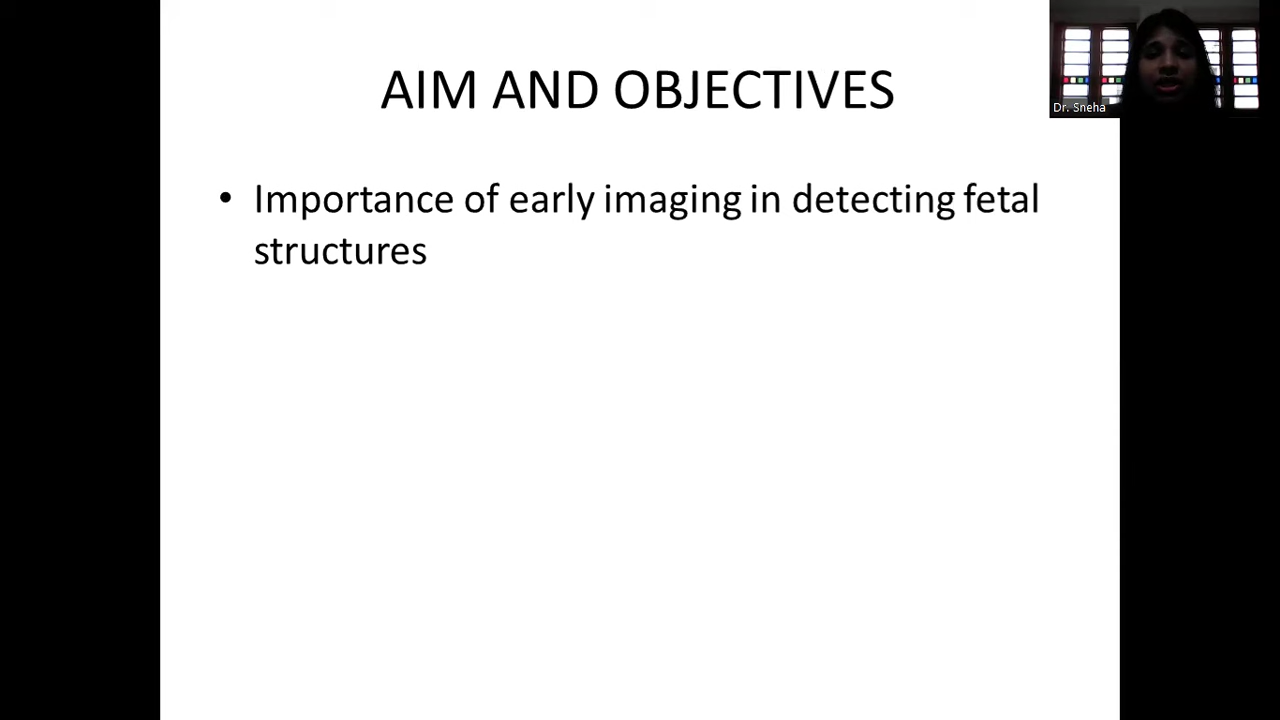 AIM AND OBJECTIVES
Dr. Sneha
• Importance of early imaging in detecting fetal
structures